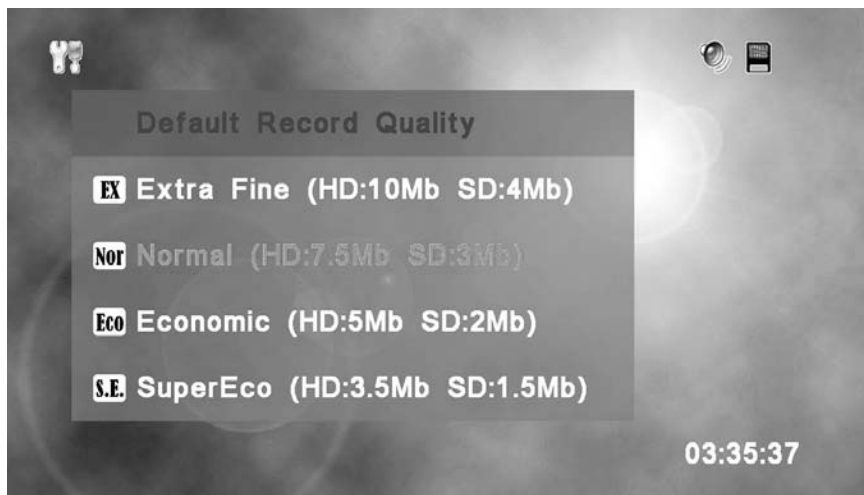 Default Record Quality
EX Extra Fine (HD:10Mb SD:4Mb)
Nor Normal (HD:7.5Mb SD:3Mb)
Eco Economic (HD:5Mb SD:2Mb)
S.E. SuperEco (HD:3.5Mb SD:1.5Mb)
03:35:37